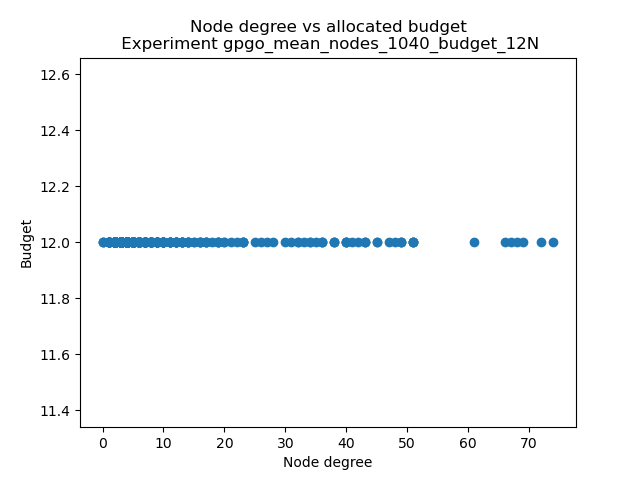 Node degree vs allocated budget
Experiment gpgo_mean_nodes_1040_budget_12N
12.6
12.4
12.2
12.0
11.8
11.6
11.4
Budget
0 10 20 30 40 50 60 70
Node degree